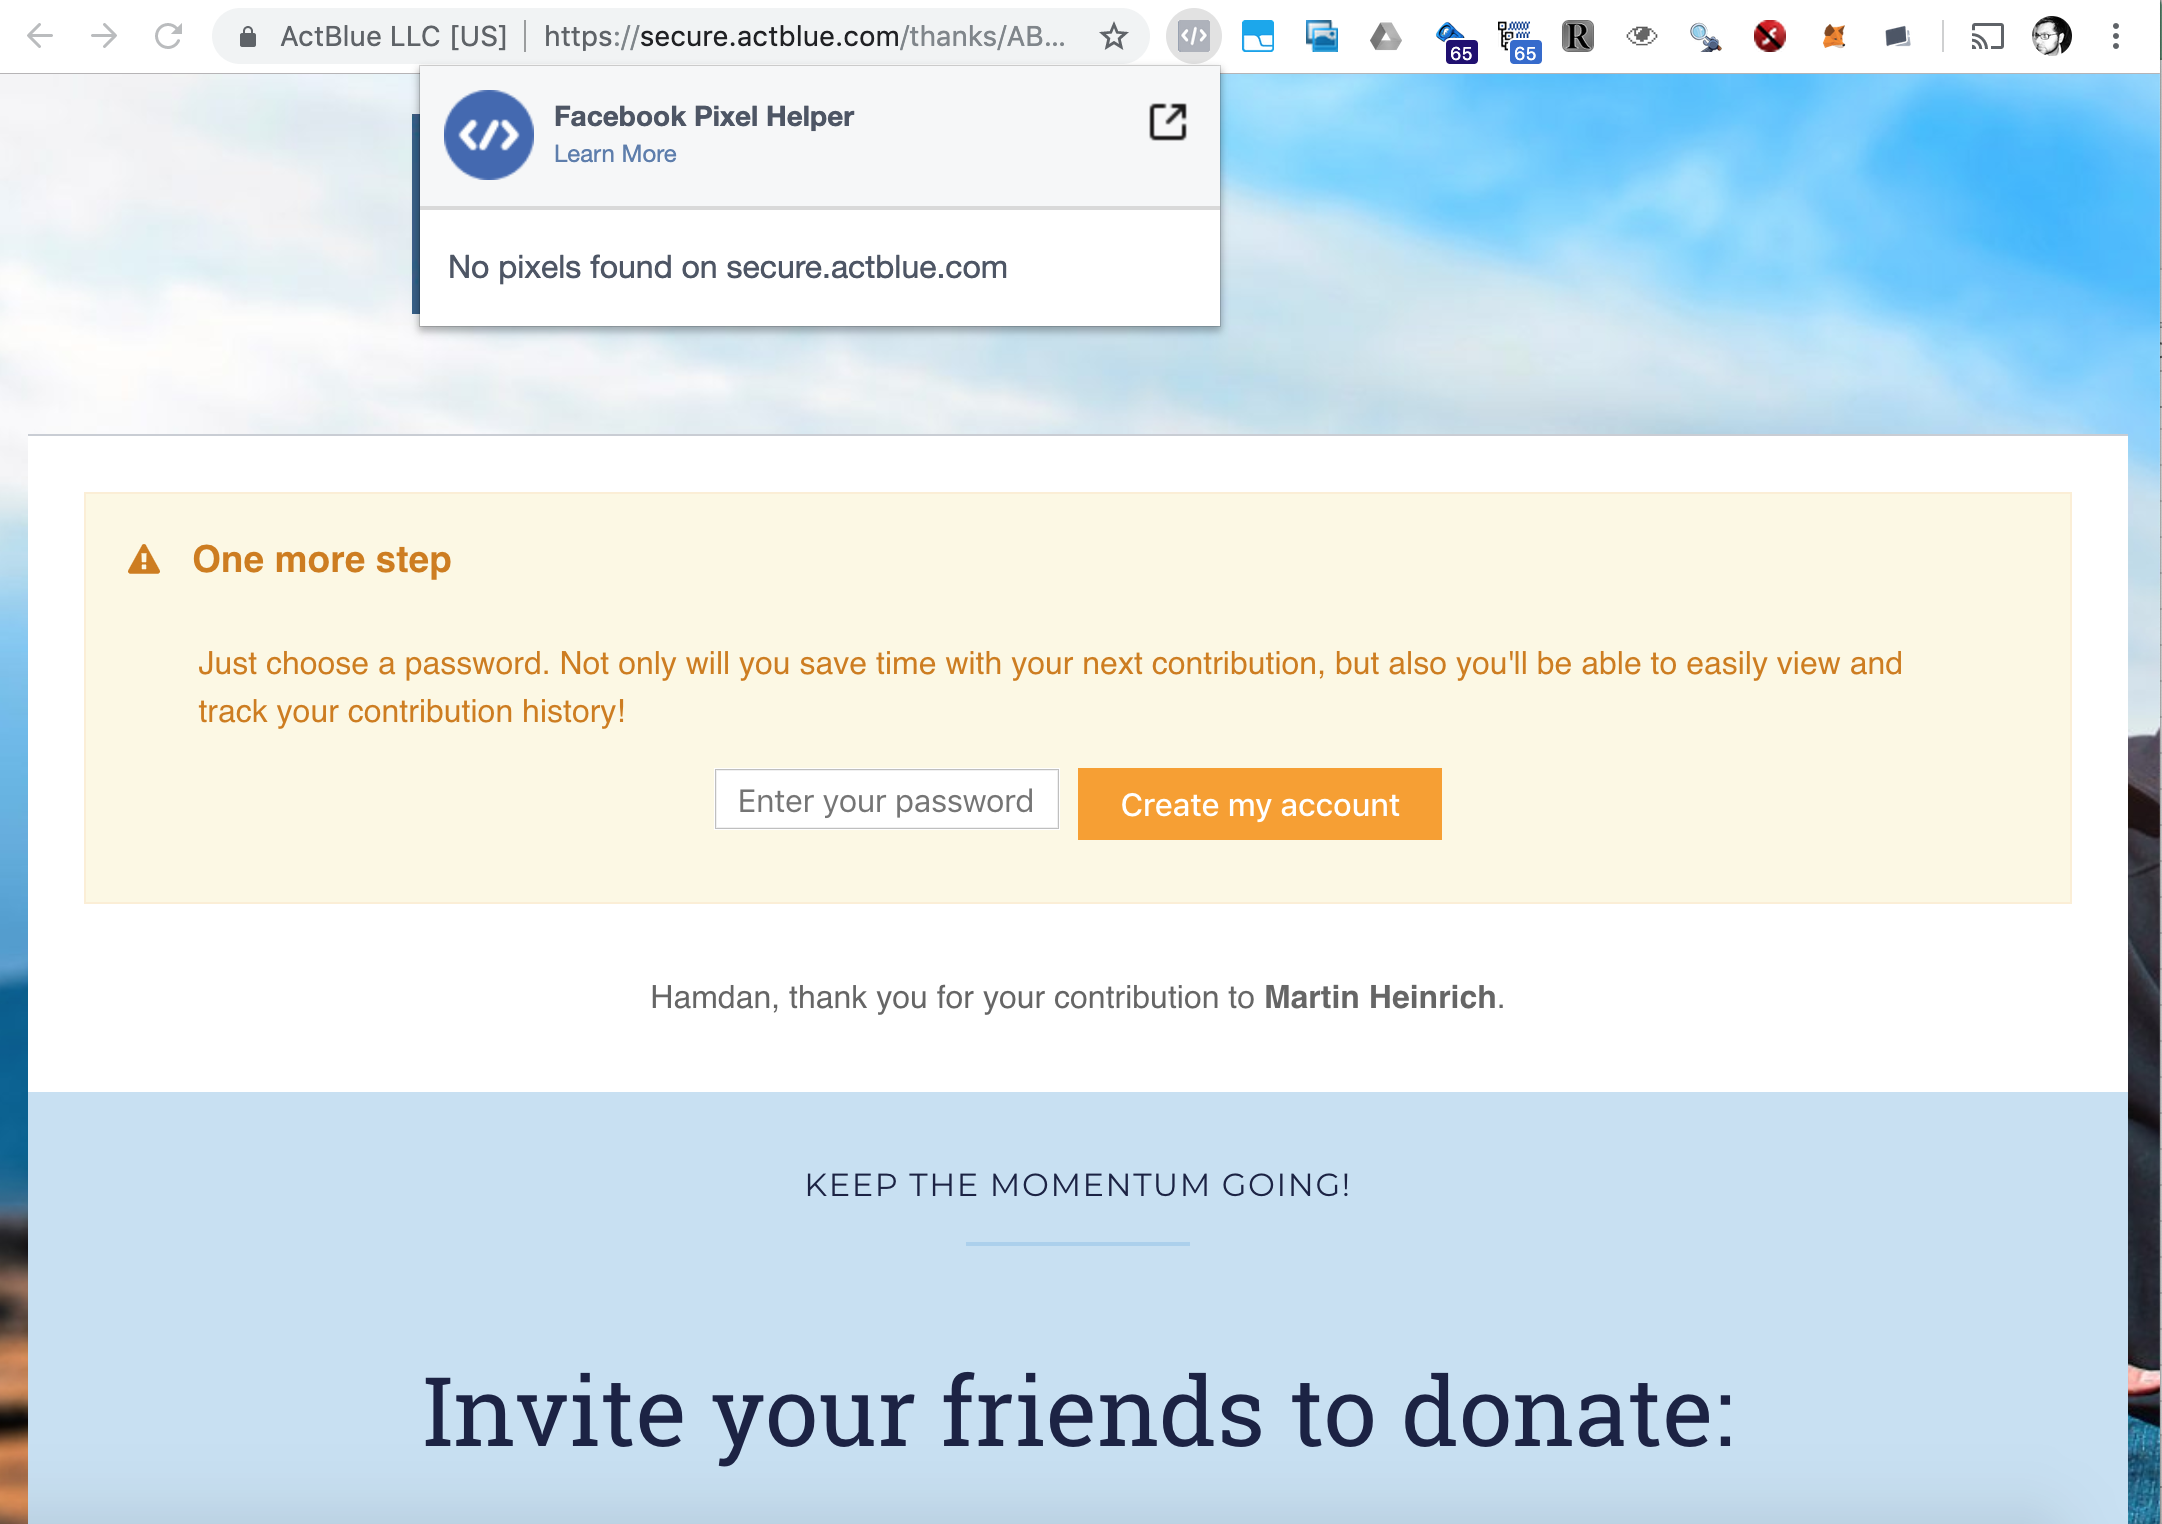 ActBlue LLC [US] https://secure.actblue.com/thanks/AB...
65
65
R
Facebook Pixel Helper
Learn More
No pixels found on secure.actblue.com
One more step
Just choose a password. Not only will you save time with your next contribution, but also you'll be able to easily view and
track your contribution history!
Enter your password
Create my account
Hamdan, thank you for your contribution to Martin Heinrich.
KEEP THE MOMENTUM GOING!
Invite your friends to donate: